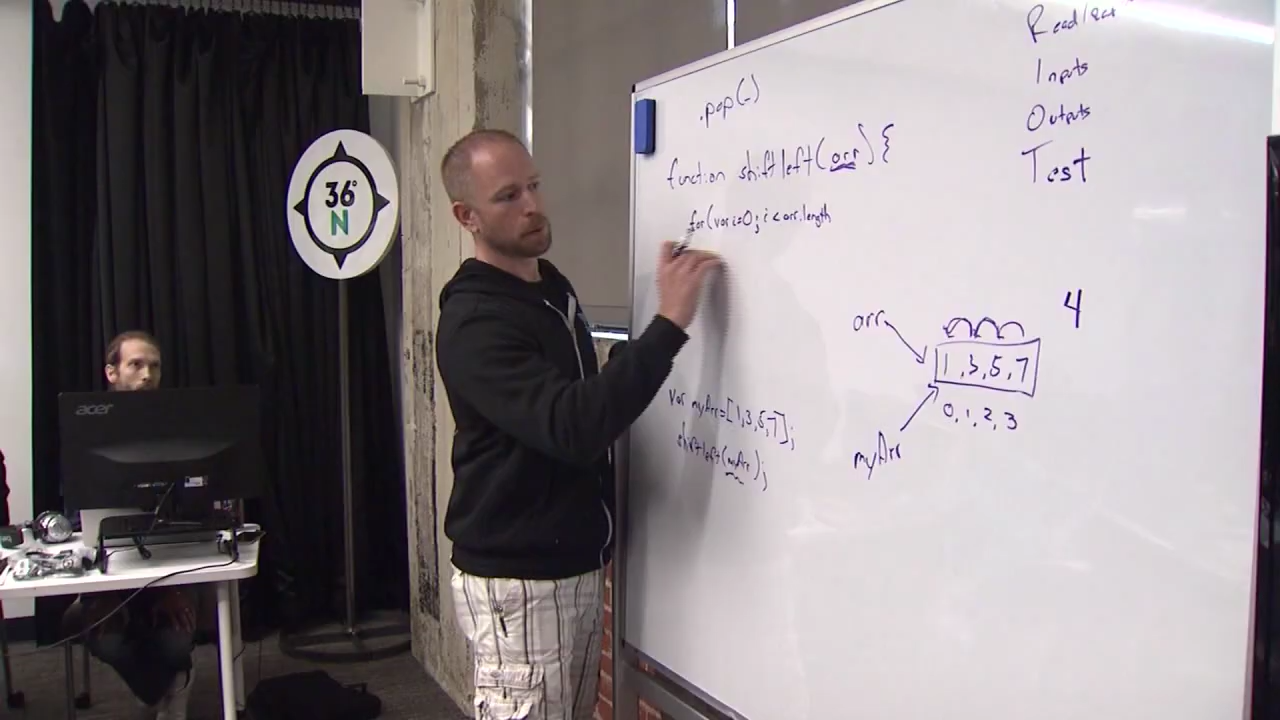 .pop(_)
function shiftleft(arr) {
for(var i=0; i < arr.length
var myArr = [1,3,5,7];
shiftleft(myArr);
Inputs
Outputs
Test
4
arr
1, 3, 5, 7
0, 1, 2, 3
myArr
36°
N
acer